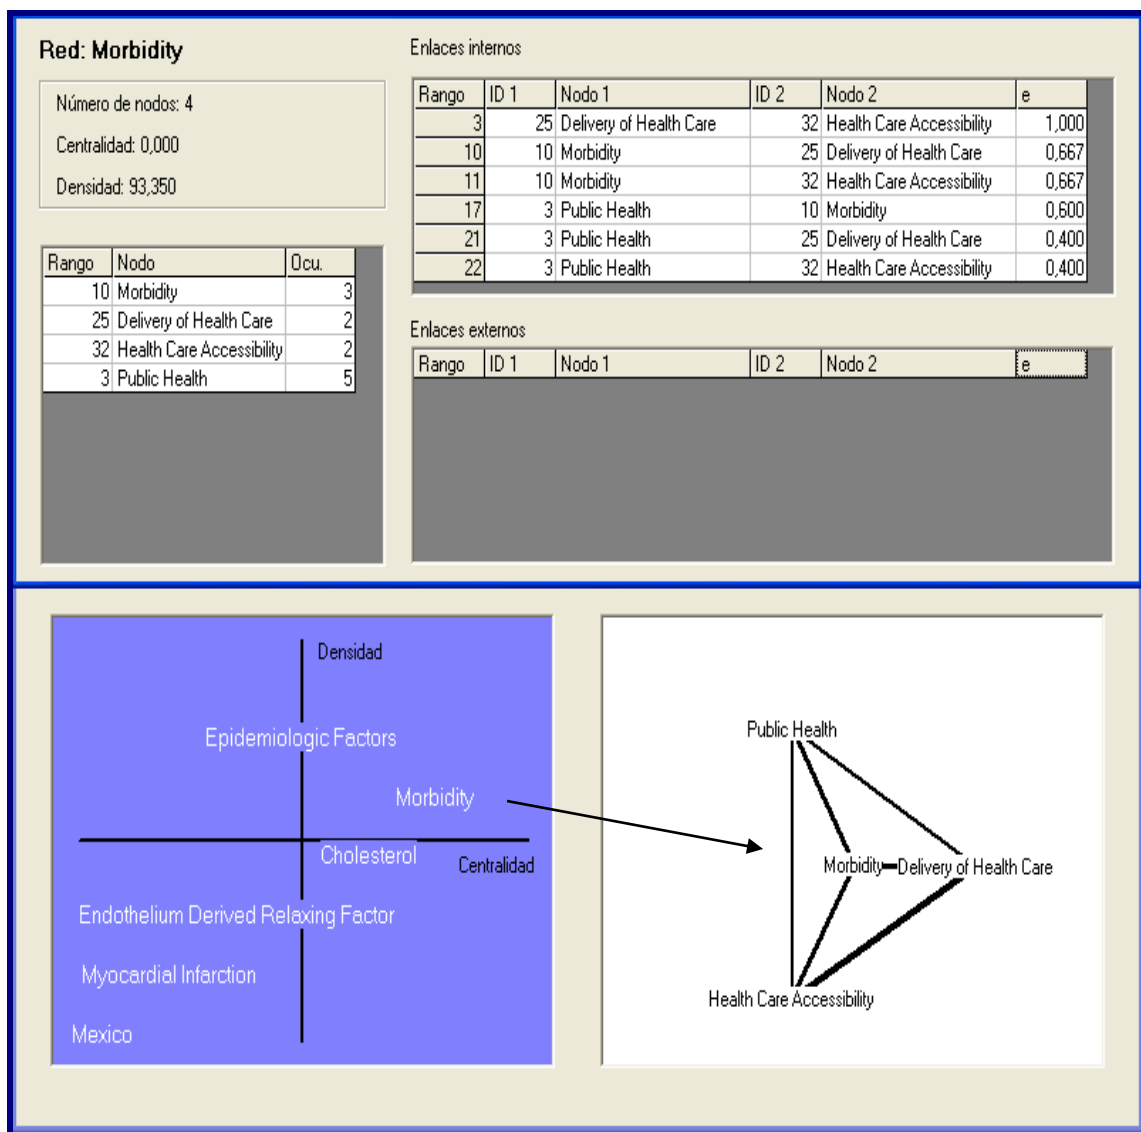 Red: Morbidity
Número de nodos: 4
Centralidad: 0,000
Densidad: 93,350
Rango Nodo Ocu.
10 Morbidity 3
25 Delivery of Health Care 2
32 Health Care Accessibility 2
3 Public Health 5
Enlaces internos
Rango ID 1 Nodo 1 ID 2 Nodo 2 e
3 25 Delivery of Health Care 32 Health Care Accessibility 1,000
10 10 Morbidity 25 Delivery of Health Care 0,667
11 10 Morbidity 32 Health Care Accessibility 0,667
17 3 Public Health 10 Morbidity 0,600
21 3 Public Health 25 Delivery of Health Care 0,400
22 3 Public Health 32 Health Care Accessibility 0,400
Enlaces externos
Rango ID 1 Nodo 1 ID 2 Nodo 2 e
Densidad
Epidemiologic Factors
Morbidity
Cholesterol
Centralidad
Endothelium Derived Relaxing Factor
Myocardial Infarction
Mexico
Public Health
Morbidity Delivery of Health Care
Health Care Accessibility